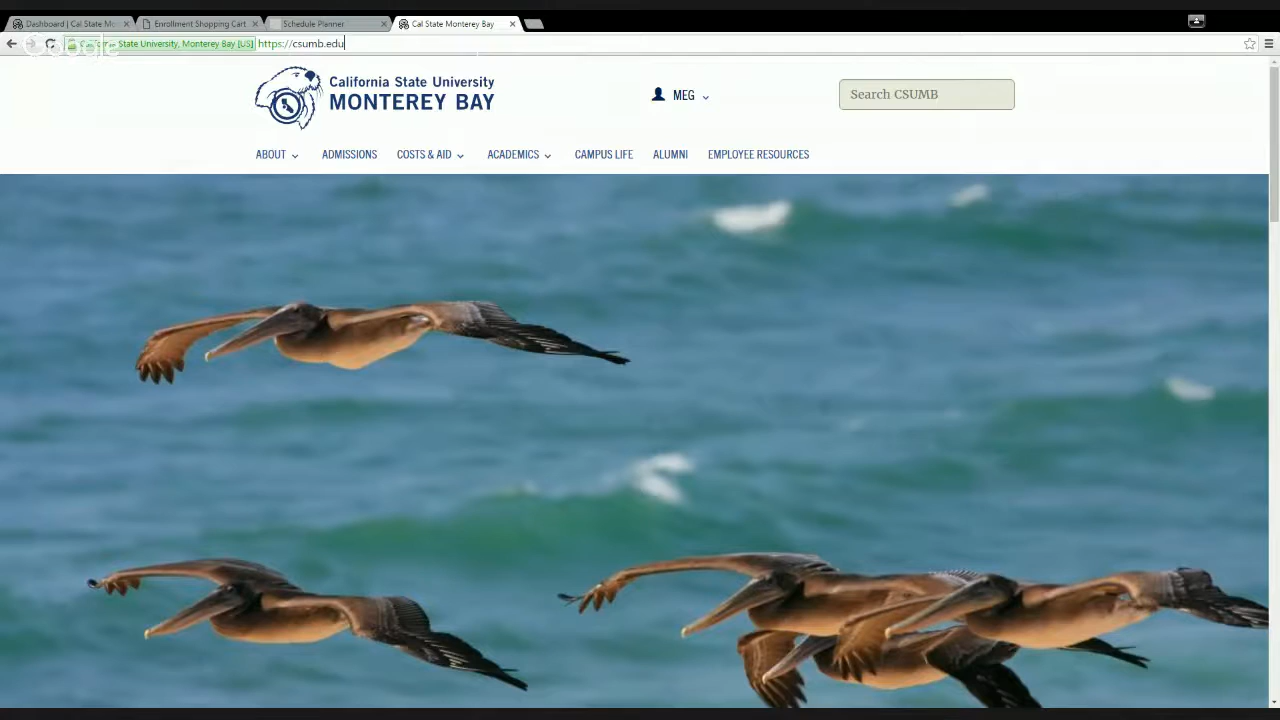 Dashboard | Cal State Mo
Enrollment Shopping Cart
Schedule Planner
Cal State Monterey Bay
Google
State University, Monterey Bay [US]
https://csumb.edu
California State University
MONTEREY BAY
MEG
Search CSUMB
ABOUT
ADMISSIONS
COSTS & AID
ACADEMICS
CAMPUS LIFE
ALUMNI
EMPLOYEE RESOURCES